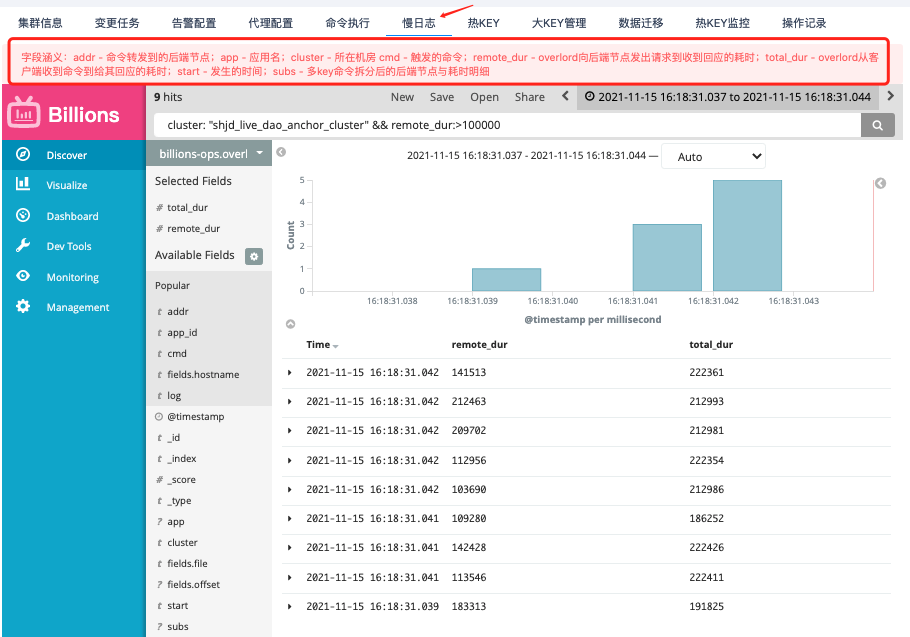 集群信息 变更任务 告警配置 代理配置 命令执行 慢日志 热KEY 大KEY管理 数据迁移 热KEY监控 操作记录
字段涵义：addr - 命令转发到的后端节点；app - 应用名；cluster - 所在机房 cmd - 触发的命令；remote_dur - overlord向后端节点发出请求到收到回应的耗时；total_dur - overlord从客
户端收到命令到给其回应的耗时；start - 发生的时间；subs - 多key命令拆分后的后端节点与耗时明细
Billions
Discover
Visualize
Dashboard
Dev Tools
Monitoring
Management
9 hits New Save Open Share 2021-11-15 16:18:31.037 to 2021-11-15 16:18:31.044
cluster: "shjd_live_dao_anchor_cluster" && remote_dur:>100000
billions-ops.overl
Selected Fields
# total_dur
# remote_dur
Available Fields
Popular
t addr
t app_id
t cmd
t fields.hostname
t log
@timestamp
t _id
t _index
# _score
t _type
? app
t cluster
t fields.file
? fields.offset
t start
? subs
2021-11-15 16:18:31.037 - 2021-11-15 16:18:31.044 — Auto
Count
5
4
3
2
1
0
16:18:31.038 16:18:31.039 16:18:31.040 16:18:31.041 16:18:31.042 16:18:31.043
@timestamp per millisecond
Time remote_dur total_dur
2021-11-15 16:18:31.042 141513 222361
2021-11-15 16:18:31.042 212463 212993
2021-11-15 16:18:31.042 209702 212981
2021-11-15 16:18:31.042 112956 222354
2021-11-15 16:18:31.042 103690 212986
2021-11-15 16:18:31.041 109280 186252
2021-11-15 16:18:31.041 142428 222426
2021-11-15 16:18:31.041 113546 222411
2021-11-15 16:18:31.039 183313 191825